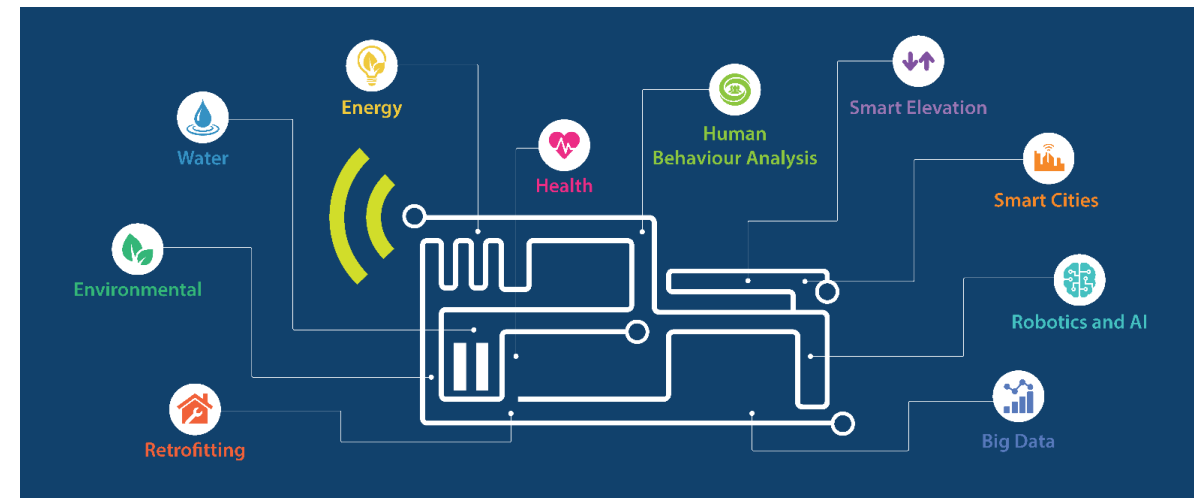 Energy
Water
Health
Human
Behaviour Analysis
Smart Elevation
Smart Cities
Environmental
Robotics and AI
Retrofitting
Big Data